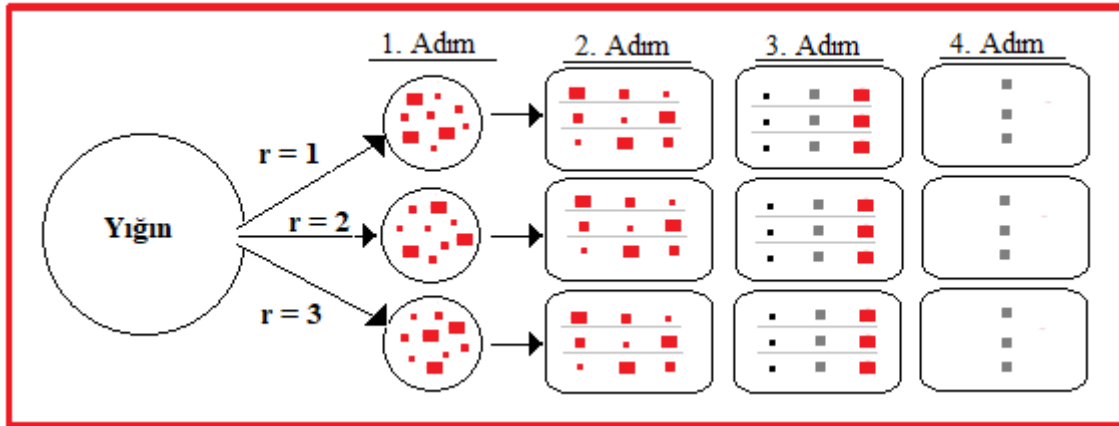 1. Adım 2. Adım 3. Adım 4. Adım
r = 1
Yığın
r = 2
r = 3